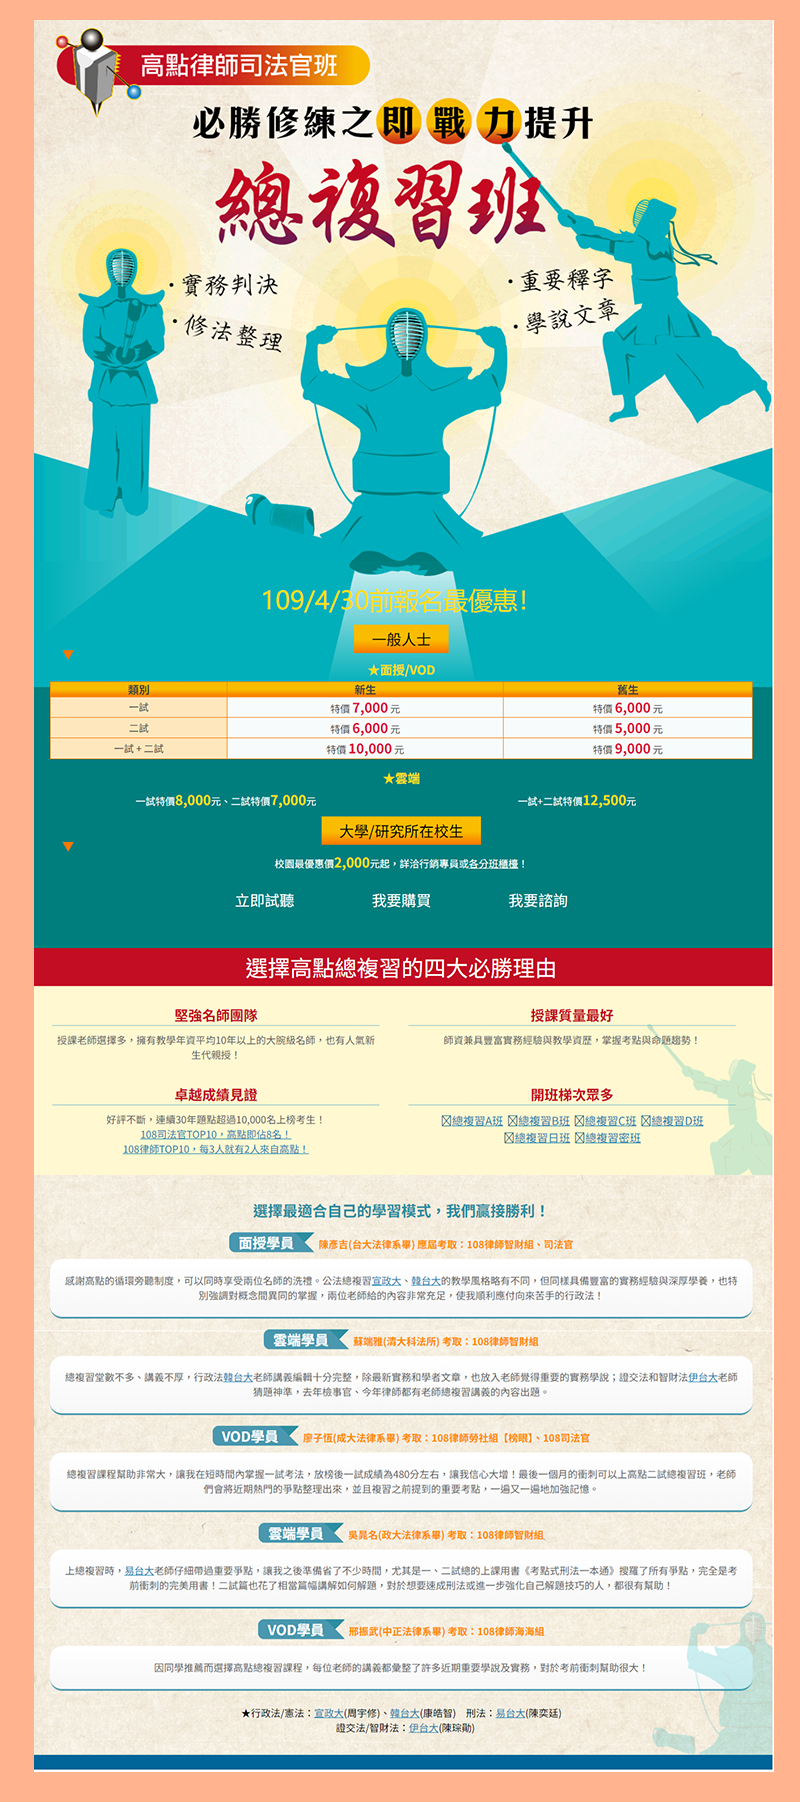 高點律師司法官班
必勝修練之即戰力提升
總複習班
・實務判決
・修法整理
・重要釋字
・學說文章
109/4/30前報名最優惠！
一般人士
★面授/VOD
類別 新生 舊生
一試 特價 7,000 元 特價 6,000 元
二試 特價 6,000 元 特價 5,000 元
一試 + 二試 特價 10,000 元 特價 9,000 元
★雲端
一試特價8,000元、二試特價7,000元 一試+二試特價12,500元
大學/研究所在校生
校園最優惠價2,000元起，詳洽行銷專員或各分班櫃檯！
立即試聽 我要購買 我要諮詢
選擇高點總複習的四大必勝理由
堅強名師團隊
授課老師選擇多，擁有教學年資平均10年以上的大腕級名師，也有人氣新
生代親授！
授課質量最好
師資兼具豐富實務經驗與教學資歷，掌握考點與命題趨勢！
卓越成績見證
好評不斷，連續30年題點超過10,000名上榜考生！
108司法官TOP10，高點即佔8名！
108律師TOP10，每3人就有2人來自高點！
開班梯次眾多
總複習A班 總複習B班 總複習C班 總複習D班
總複習日班 總複習密班
選擇最適合自己的學習模式，我們贏接勝利！
面授學員 陳彥吉(台大法律系畢) 應屆考取：108律師智財組、司法官
感謝高點的循環旁聽制度，可以同時享受兩位名師的洗禮。公法總複習宣政大、韓台大的教學風格略有不同，但同樣具備豐富的實務經驗與深厚學養，也特
別強調對概念間異同的掌握，兩位老師給的內容非常充足，使我順利應付向來苦手的行政法！
雲端學員 蘇端雅(清大科法所) 考取：108律師智財組
總複習堂數不多、講義不厚，行政法韓台大老師講義編輯十分完整，除最新實務和學者文章，也放入老師覺得重要的實務學說；證交法和智財法伊台大老師
猜題神準，去年檢事官、今年律師都有老師總複習講義的內容出題。
VOD學員 廖子恆(成大法律系畢) 考取：108律師勞社組【榜眼】、108司法官
總複習課程幫助非常大，讓我在短時間內掌握一試考法，放榜後一試成績為480分左右，讓我信心大增！最後一個月的衝刺可以上高點二試總複習班，老師
們會將近期熱門的爭點整理出來，並且複習之前提到的重要考點，一遍又一遍地加強記憶。
雲端學員 吳晁名(政大法律系畢) 考取：108律師智財組
上總複習時，易台大老師仔細帶過重要爭點，讓我之後準備省了不少時間，尤其是一、二試總的上課用書《考點式刑法一本通》搜羅了所有爭點，完全是考
前衝刺的完美用書！二試篇也花了相當篇幅講解如何解題，對於想要速成刑法或進一步強化自己解題技巧的人，都很有幫助！
VOD學員 邢振武(中正法律系畢) 考取：108律師海海組
因同學推薦而選擇高點總複習課程，每位老師的講義都彙整了許多近期重要學說及實務，對於考前衝刺幫助很大！
★行政法/憲法：宣政大(周宇修)、韓台大(康皓智) 刑法：易台大(陳奕廷)
證交法/智財法：伊台大(陳琮勛)